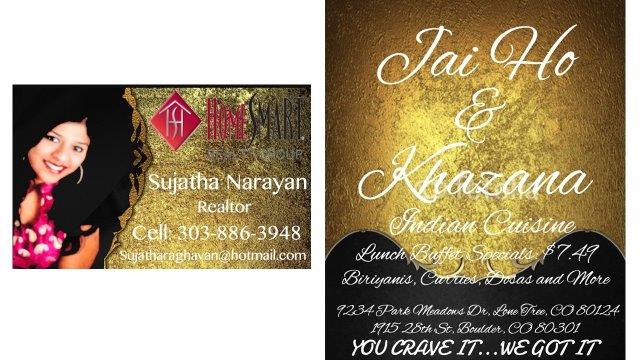 HOMESMART
REALTY GROUP
Sujatha Narayan
Realtor
Cell: 303-886-3948
Sujatharaghavan@hotmail.com
Jai Ho
&
Khazana
Indian Cuisine
Lunch Buffet Specials: $7.49
Biriyanis, Curries, Dosas and More
9234 Park Meadows Dr, Lone Tree, CO 80124
1915 28th St, Boulder, CO 80301
YOU CRAVE IT...WE GOT IT